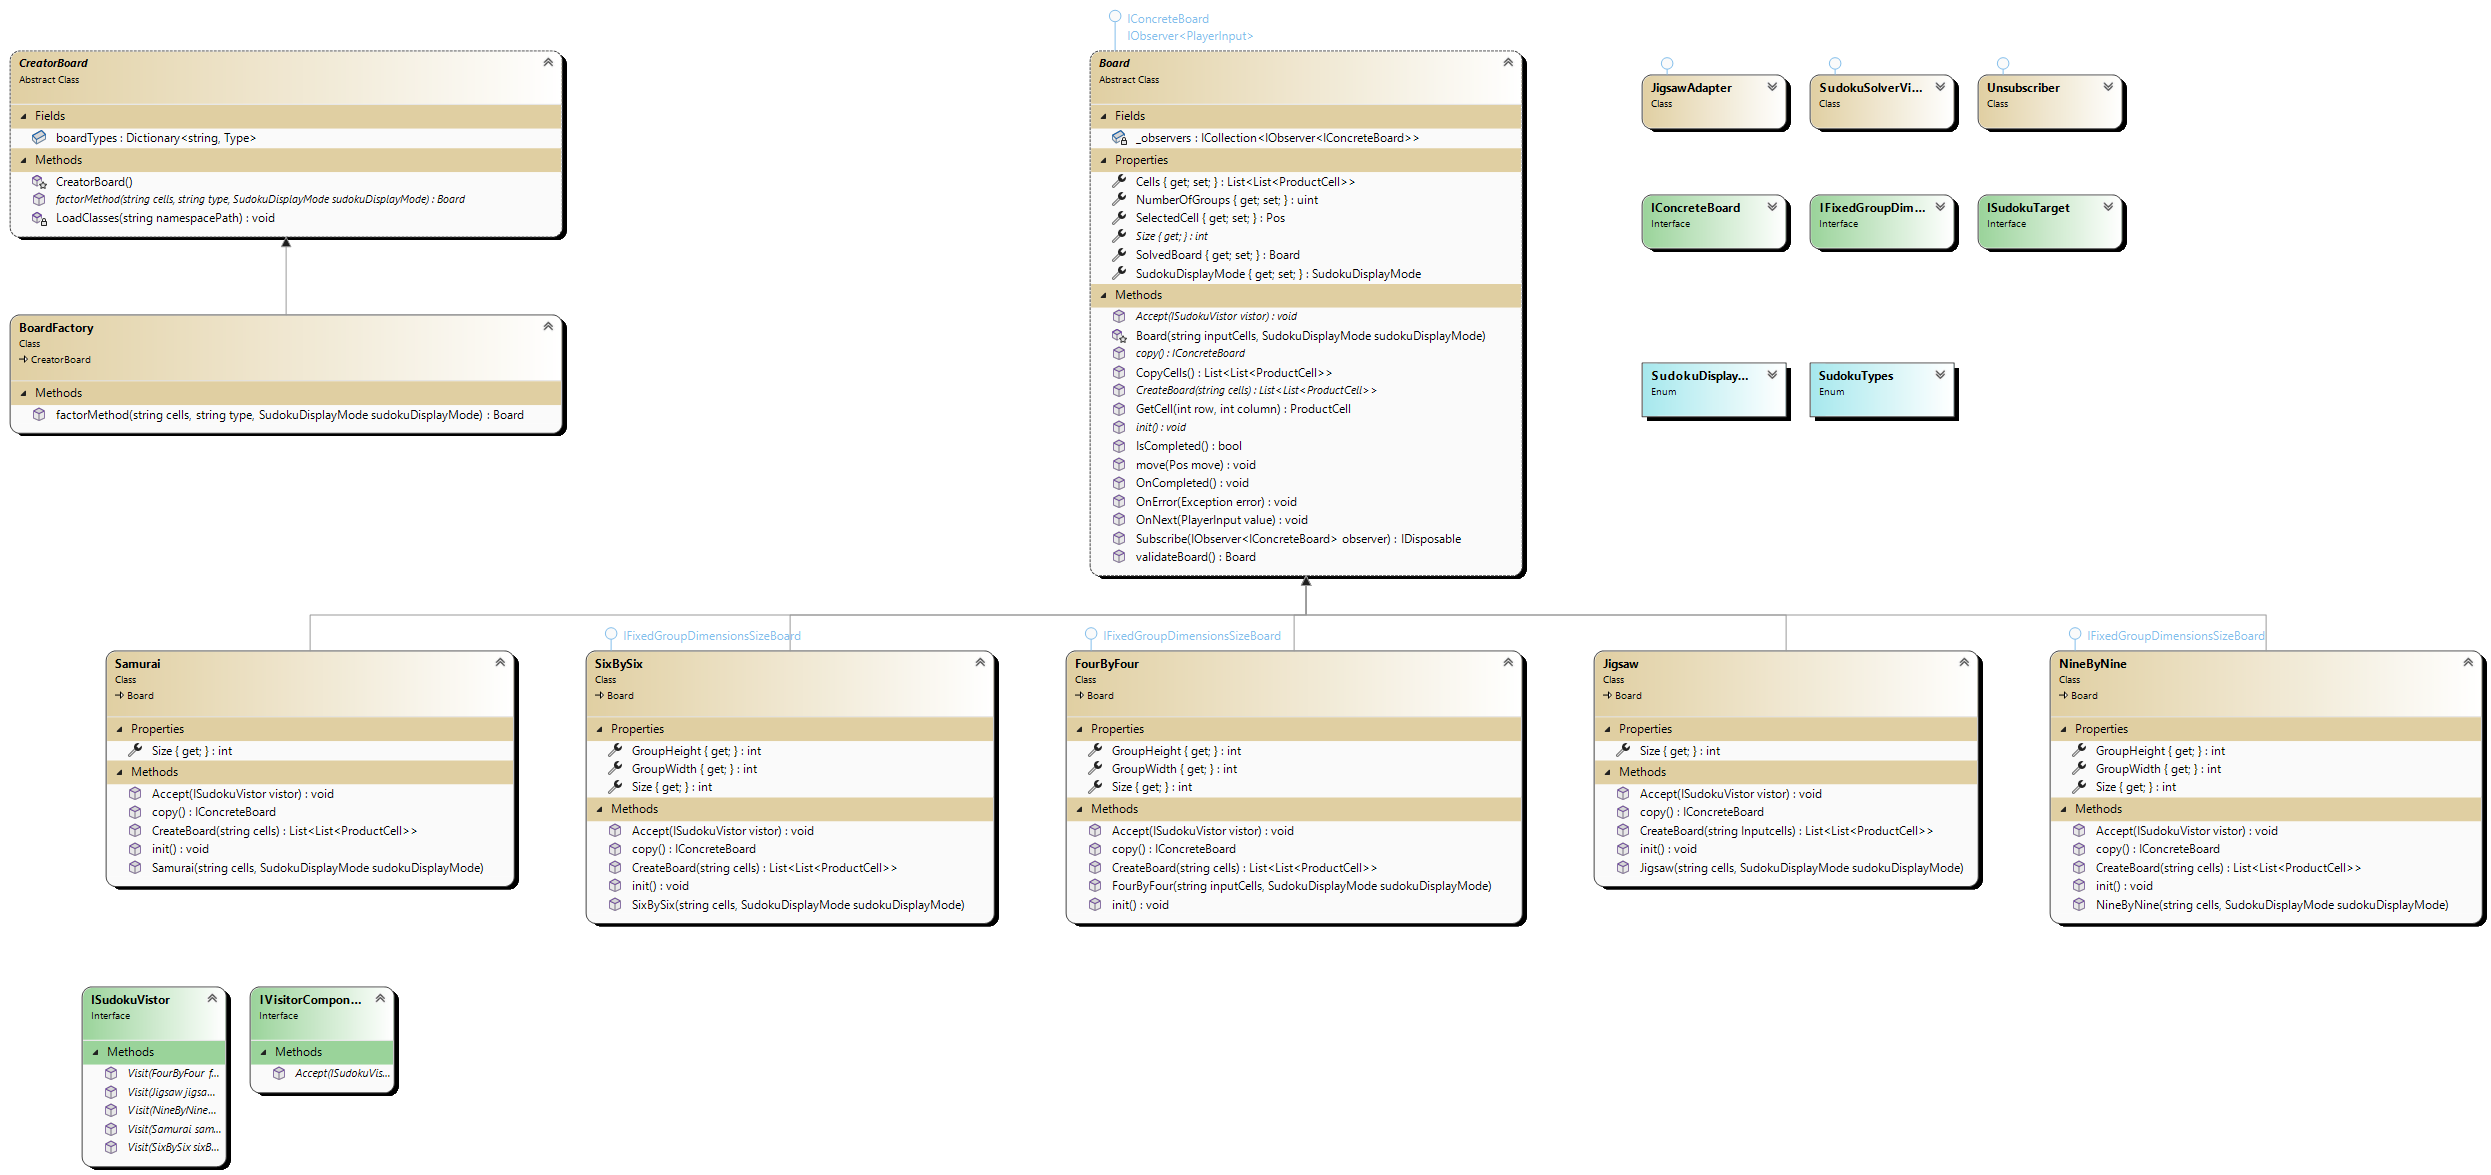 CreatorBoard
Abstract Class
Fields
boardTypes : Dictionary<string, Type>
Methods
CreatorBoard()
factorMethod(string cells, string type, SudokuDisplayMode sudokuDisplayMode) : Board
LoadClasses(string namespacePath) : void
BoardFactory
Class
CreatorBoard
Methods
factorMethod(string cells, string type, SudokuDisplayMode sudokuDisplayMode) : Board
IConcreteBoard
IObserver<PlayerInput>
Board
Abstract Class
Fields
_observers : ICollection<IObserver<IConcreteBoard>>
Properties
Cells { get; set; } : List<List<ProductCell>>
NumberOfGroups { get; set; } : uint
SelectedCell { get; set; } : Pos
Size { get; } : int
SolvedBoard { get; set; } : Board
SudokuDisplayMode { get; set; } : SudokuDisplayMode
Methods
Accept(ISudokuVistor vistor) : void
Board(string inputCells, SudokuDisplayMode sudokuDisplayMode)
copy() : IConcreteBoard
CopyCells() : List<List<ProductCell>>
CreateBoard(string cells) : List<List<ProductCell>>
GetCell(int row, int column) : ProductCell
init() : void
IsCompleted() : bool
move(Pos move) : void
OnCompleted() : void
OnError(Exception error) : void
OnNext(PlayerInput value) : void
Subscribe(IObserver<IConcreteBoard> observer) : IDisposable
validateBoard() : Board
JigsawAdapter
Class
SudokuSolverVi...
Class
Unsubscriber
Class
IConcreteBoard
Interface
IFixedGroupDim...
Interface
ISudokuTarget
Interface
SudokuDisplay...
Enum
SudokuTypes
Enum
Samurai
Class
Board
Properties
Size { get; } : int
Methods
Accept(ISudokuVistor vistor) : void
copy() : IConcreteBoard
CreateBoard(string cells) : List<List<ProductCell>>
init() : void
Samurai(string cells, SudokuDisplayMode sudokuDisplayMode)
IFixedGroupDimensionsSizeBoard
SixBySix
Class
Board
Properties
GroupHeight { get; } : int
GroupWidth { get; } : int
Size { get; } : int
Methods
Accept(ISudokuVistor vistor) : void
copy() : IConcreteBoard
CreateBoard(string cells) : List<List<ProductCell>>
init() : void
SixBySix(string cells, SudokuDisplayMode sudokuDisplayMode)
IFixedGroupDimensionsSizeBoard
FourByFour
Class
Board
Properties
GroupHeight { get; } : int
GroupWidth { get; } : int
Size { get; } : int
Methods
Accept(ISudokuVistor vistor) : void
copy() : IConcreteBoard
CreateBoard(string cells) : List<List<ProductCell>>
FourByFour(string inputCells, SudokuDisplayMode sudokuDisplayMode)
init() : void
Jigsaw
Class
Board
Properties
Size { get; } : int
Methods
Accept(ISudokuVistor vistor) : void
copy() : IConcreteBoard
CreateBoard(string Inputcells) : List<List<ProductCell>>
init() : void
Jigsaw(string cells, SudokuDisplayMode sudokuDisplayMode)
IFixedGroupDimensionsSizeBoard
NineByNine
Class
Board
Properties
GroupHeight { get; } : int
GroupWidth { get; } : int
Size { get; } : int
Methods
Accept(ISudokuVistor vistor) : void
copy() : IConcreteBoard
CreateBoard(string cells) : List<List<ProductCell>>
init() : void
NineByNine(string cells, SudokuDisplayMode sudokuDisplayMode)
ISudokuVistor
Interface
Methods
Visit(FourByFour f...
Visit(Jigsaw jigsa...
Visit(NineByNine...
Visit(Samurai sam...
Visit(SixBySix sixB...
IVisitorCompon...
Interface
Methods
Accept(ISudokuVis...